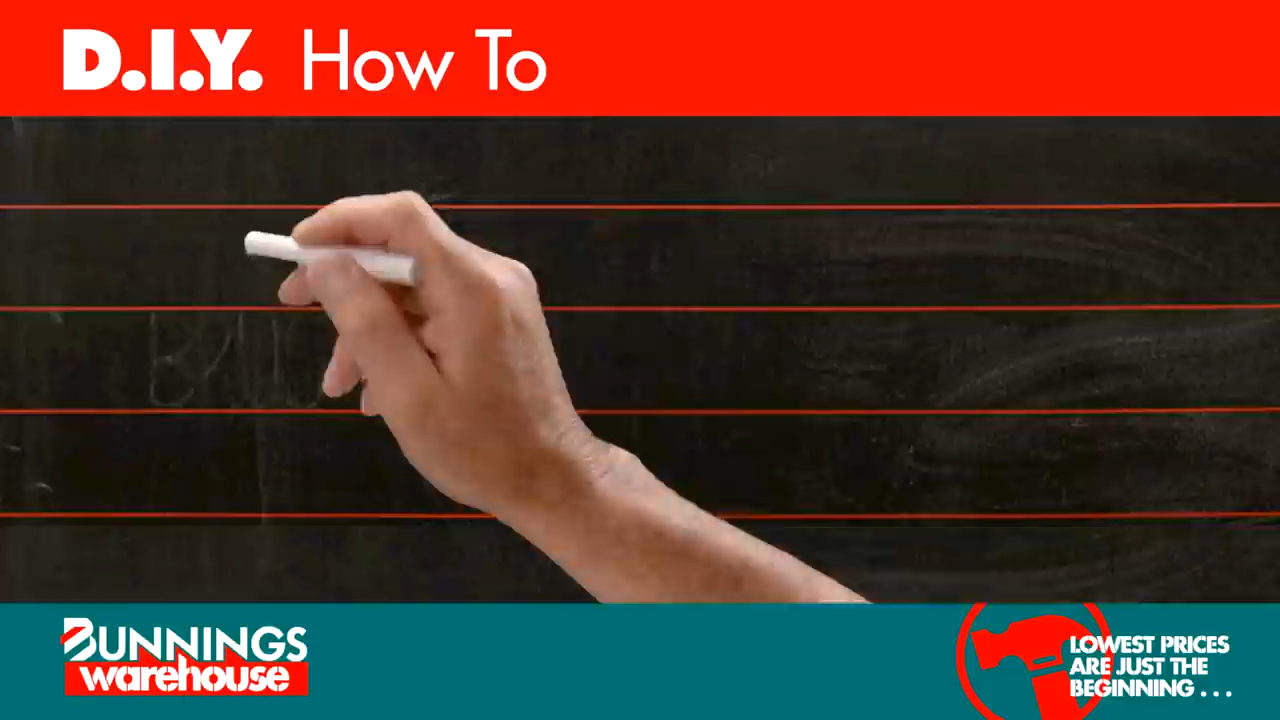 D.I.Y. How To
BUNNINGS
warehouse
LOWEST PRICES
ARE JUST THE
BEGINNING . . .